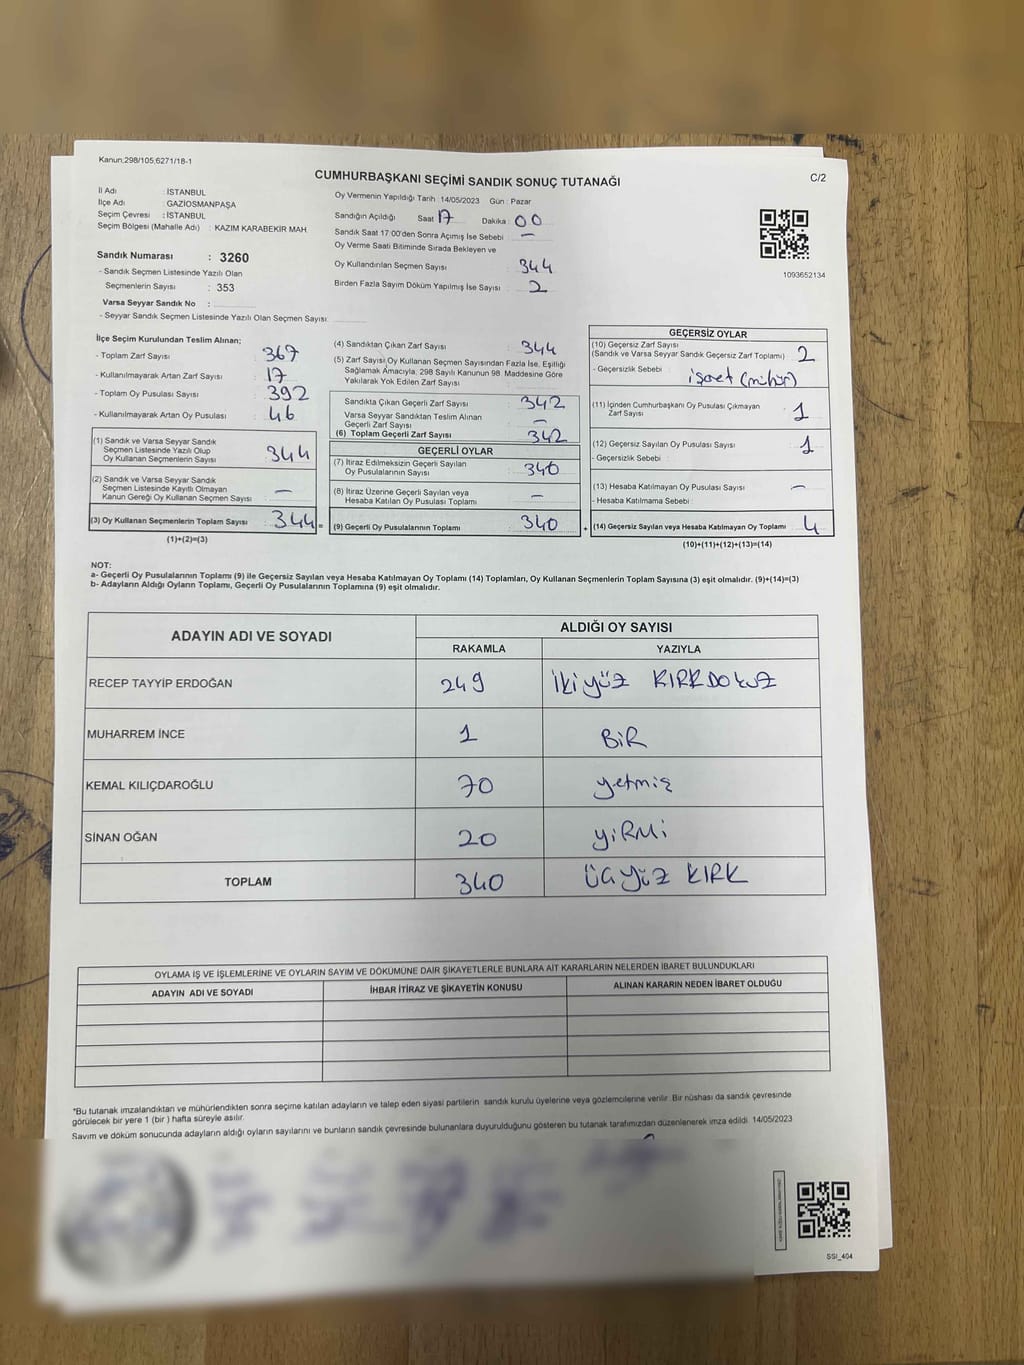 Kanun,298/105,6271/18-1
CUMHURBAŞKANI SEÇİMİ SANDIK SONUÇ TUTANAĞI
C/2
İl Adı : İSTANBUL
İlçe Adı : GAZİOSMANPAŞA
Seçim Çevresi : İSTANBUL
Seçim Bölgesi (Mahalle Adı) : KAZIM KARABEKİR MAH.
Sandık Numarası : 3260
- Sandık Seçmen Listesinde Yazılı Olan
Seçmenlerin Sayısı : 353
Varsa Seyyar Sandık No :
- Seyyar Sandık Seçmen Listesinde Yazılı Olan Seçmen Sayısı:
Oy Vermenin Yapıldığı Tarih : 14/05/2023 Gün : Pazar
Sandığın Açıldığı Saat 17 Dakika : 00
Sandık Saat 17:00'den Sonra Açımış İse Sebebi : —
Oy Verme Saati Bitiminde Sırada Bekleyen ve
Oy Kullandırılan Seçmen Sayısı : 344
Birden Fazla Sayım Döküm Yapılmış İse Sayısı : 2
1093652134
İlçe Seçim Kurulundan Teslim Alınan;
- Toplam Zarf Sayısı : 367
- Kullanılmayarak Artan Zarf Sayısı : 17
- Toplam Oy Pusulası Sayısı : 392
- Kullanılmayarak Artan Oy Pusulası : 46
(1) Sandık ve Varsa Seyyar Sandık
Seçmen Listesinde Yazılı Olup
Oy Kullanan Seçmenlerin Sayısı : 344
(2) Sandık ve Varsa Seyyar Sandık
Seçmen Listesinde Kayıtlı Olmayan
Kanun Gereği Oy Kullanan Seçmen Sayısı : —
(3) Oy Kullanan Seçmenlerin Toplam Sayısı : 344 =
(1)+(2)=(3)
(4) Sandıktan Çıkan Zarf Sayısı : 344
(5) Zarf Sayısı,Oy Kullanan Seçmen Sayısından Fazla İse, Eşitliği
Sağlamak Amacıyla, 298 Sayılı Kanunun 98. Maddesine Göre
Yakılarak Yok Edilen Zarf Sayısı :
Sandıkta Çıkan Geçerli Zarf Sayısı : 342
Varsa Seyyar Sandıktan Teslim Alınan
Geçerli Zarf Sayısı : —
(6) Toplam Geçerli Zarf Sayısı : 342
GEÇERLİ OYLAR
(7) İtiraz Edilmeksizin Geçerli Sayılan
Oy Pusulalarının Sayısı : 340
(8) İtiraz Üzerine Geçerli Sayılan veya
Hesaba Katılan Oy Pusulası Toplamı : —
(9) Geçerli Oy Pusulalarının Toplamı : 340 +
GEÇERSİZ OYLAR
(10) Geçersiz Zarf Sayısı
(Sandık ve Varsa Seyyar Sandık Geçersiz Zarf Toplamı) : 2
- Geçersizlik Sebebi : işaret (mühür)
(11) İçinden Cumhurbaşkanı Oy Pusulası Çıkmayan
Zarf Sayısı : 1
(12) Geçersiz Sayılan Oy Pusulası Sayısı : 1
- Geçersizlik Sebebi :
(13) Hesaba Katılmayan Oy Pusulası Sayısı : —
- Hesaba Katılmama Sebebi :
(14) Geçersiz Sayılan veya Hesaba Katılmayan Oy Toplamı : 4
(10)+(11)+(12)+(13)=(14)
NOT:
a- Geçerli Oy Pusulalarının Toplamı (9) ile Geçersiz Sayılan veya Hesaba Katılmayan Oy Toplamı (14) Toplamları, Oy Kullanan Seçmenlerin Toplam Sayısına (3) eşit olmalıdır. (9)+(14)=(3)
b- Adayların Aldığı Oyların Toplamı, Geçerli Oy Pusulalarının Toplamına (9) eşit olmalıdır.
ADAYIN ADI VE SOYADI
ALDIĞI OY SAYISI
RAKAMLA YAZIYLA
RECEP TAYYİP ERDOĞAN 249 İkiyüz KIRKDOKUZ
MUHARREM İNCE 1 BİR
KEMAL KILIÇDAROĞLU 70 yetmiş
SİNAN OĞAN 20 yiRMi
TOPLAM 340 üçyüz KIRK
OYLAMA İŞ VE İŞLEMLERİNE VE OYLARIN SAYIM VE DÖKÜMÜNE DAİR ŞİKAYETLERLE BUNLARA AİT KARARLARIN NELERDEN İBARET BULUNDUKLARI
ADAYIN ADI VE SOYADI İHBAR İTİRAZ VE ŞİKAYETİN KONUSU ALINAN KARARIN NEDEN İBARET OLDUĞU
*Bu tutanak imzalandıktan ve mühürlendikten sonra seçime katılan adayların ve talep eden siyasi partilerin sandık kurulu üyelerine veya gözlemcilerine verilir. Bir nüshası da sandık çevresinde
görülecek bir yere 1 (bir ) hafta süreyle asılır.
Sayım ve döküm sonucunda adayların aldığı oyların sayılarını ve bunların sandık çevresinde bulunanlara duyurulduğunu gösteren bu tutanak tarafımızdan düzenlenerek imza edildi. 14/05/2023
SSİ_404